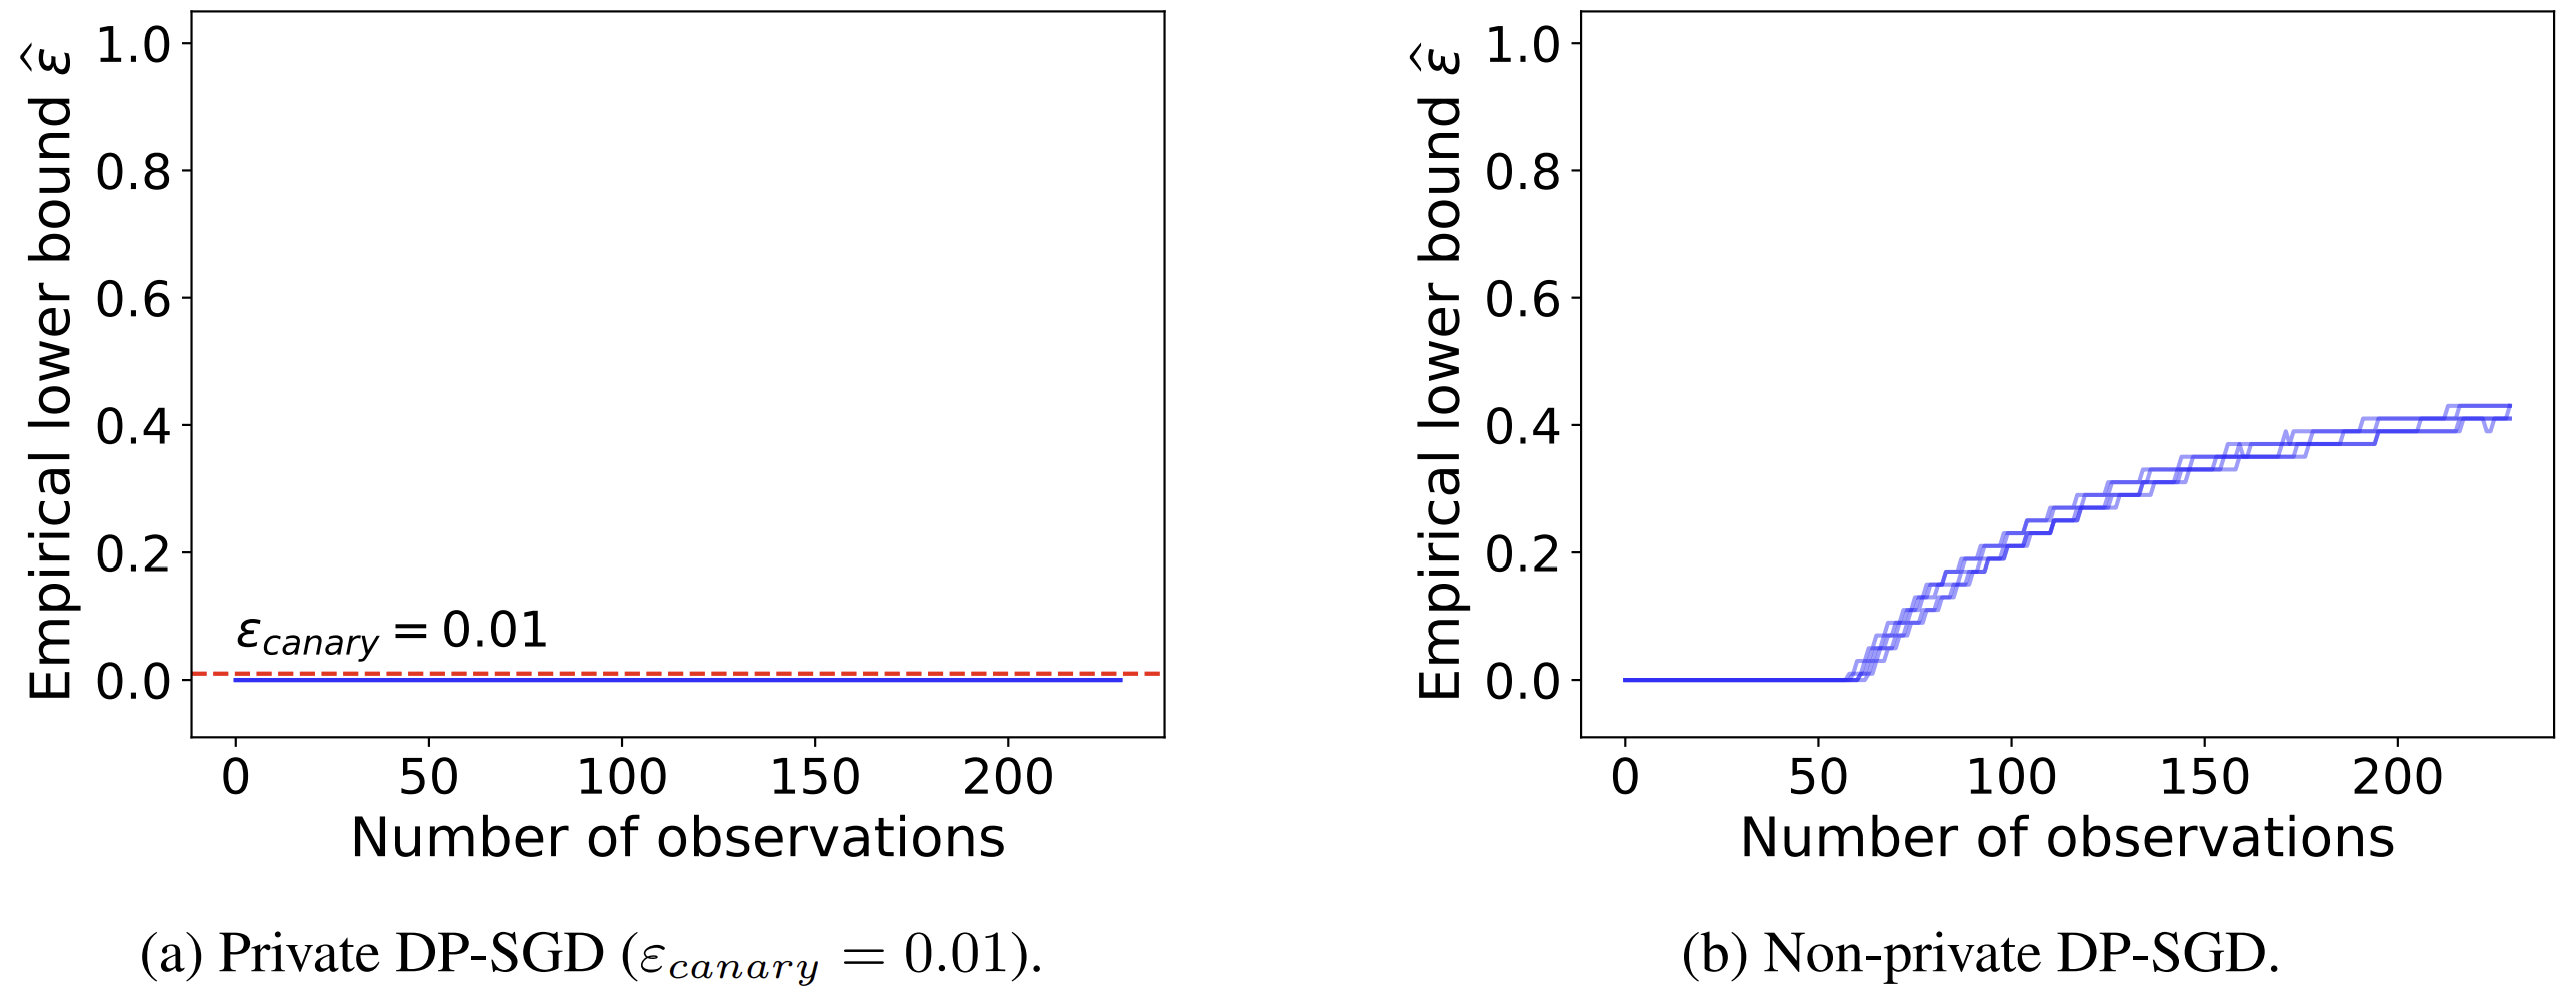 Empirical lower bound ε̂
1.0
0.8
0.6
0.4
0.2
0.0
ε_canary = 0.01
0 50 100 150 200
Number of observations
(a) Private DP-SGD (ε_canary = 0.01).
Empirical lower bound ε̂
1.0
0.8
0.6
0.4
0.2
0.0
0 50 100 150 200
Number of observations
(b) Non-private DP-SGD.